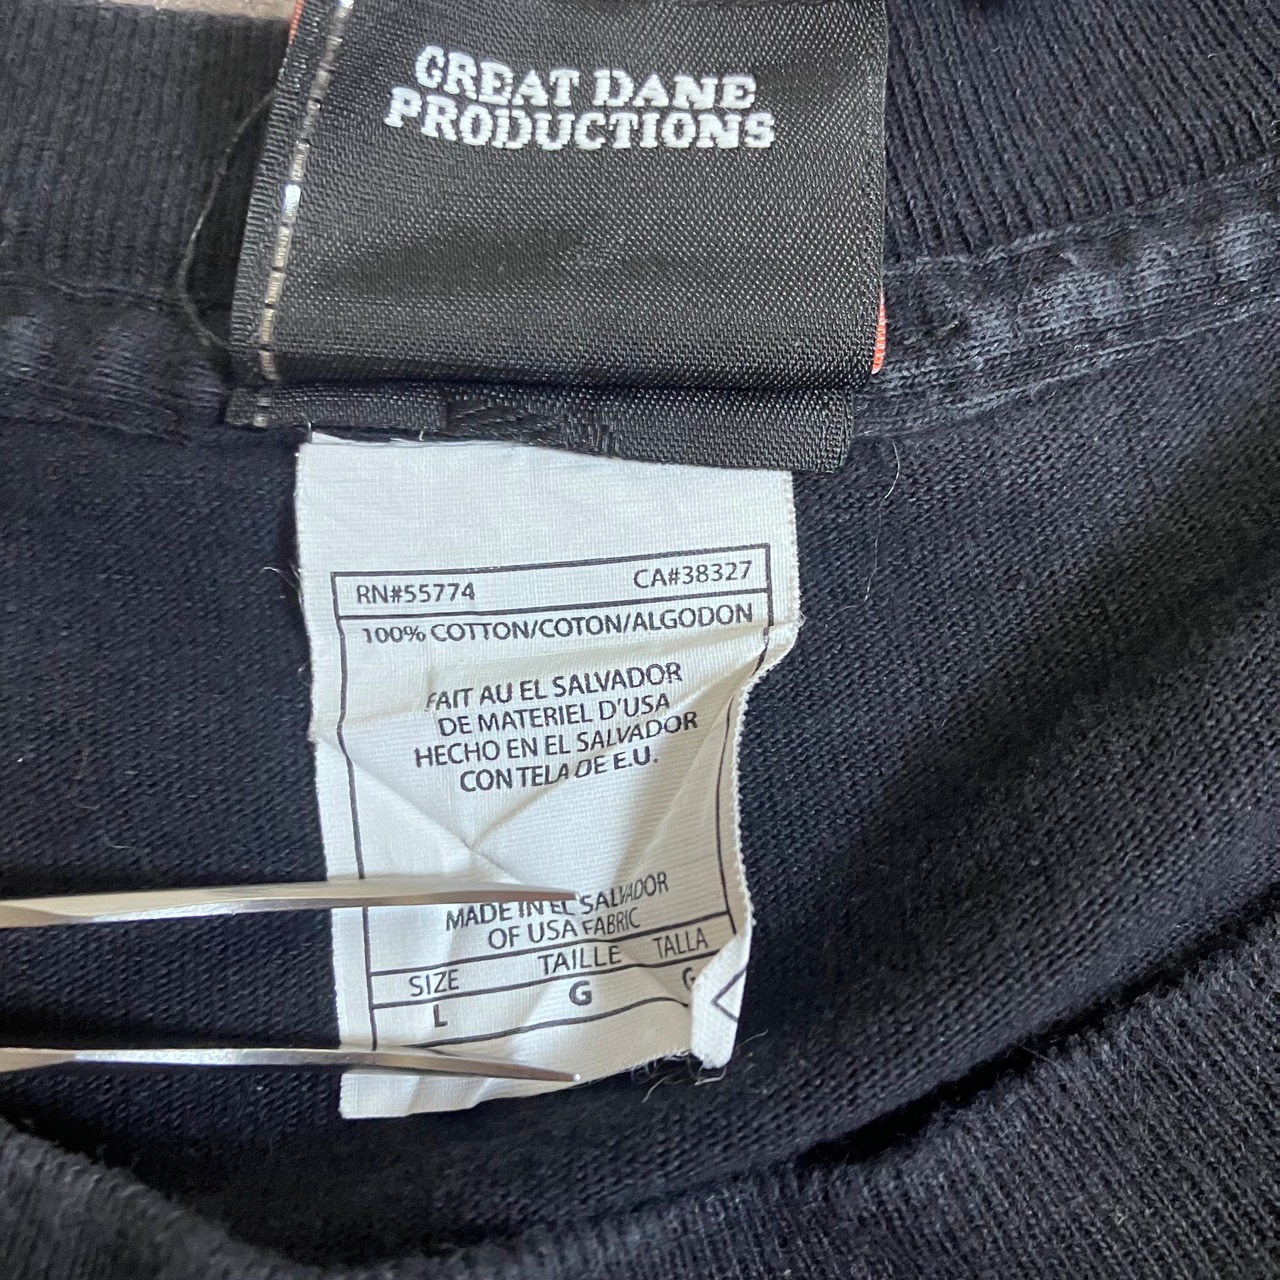 GREAT DANE
PRODUCTIONS
RN#55774 CA#38327
100% COTTON/COTON/ALGODON
FAIT AU EL SALVADOR
DE MATERIEL D'USA
HECHO EN EL SALVADOR
CON TELA DE E.U.
MADE IN EL SALVADOR
OF USA FABRIC
SIZE TAILLE TALLA
L G G